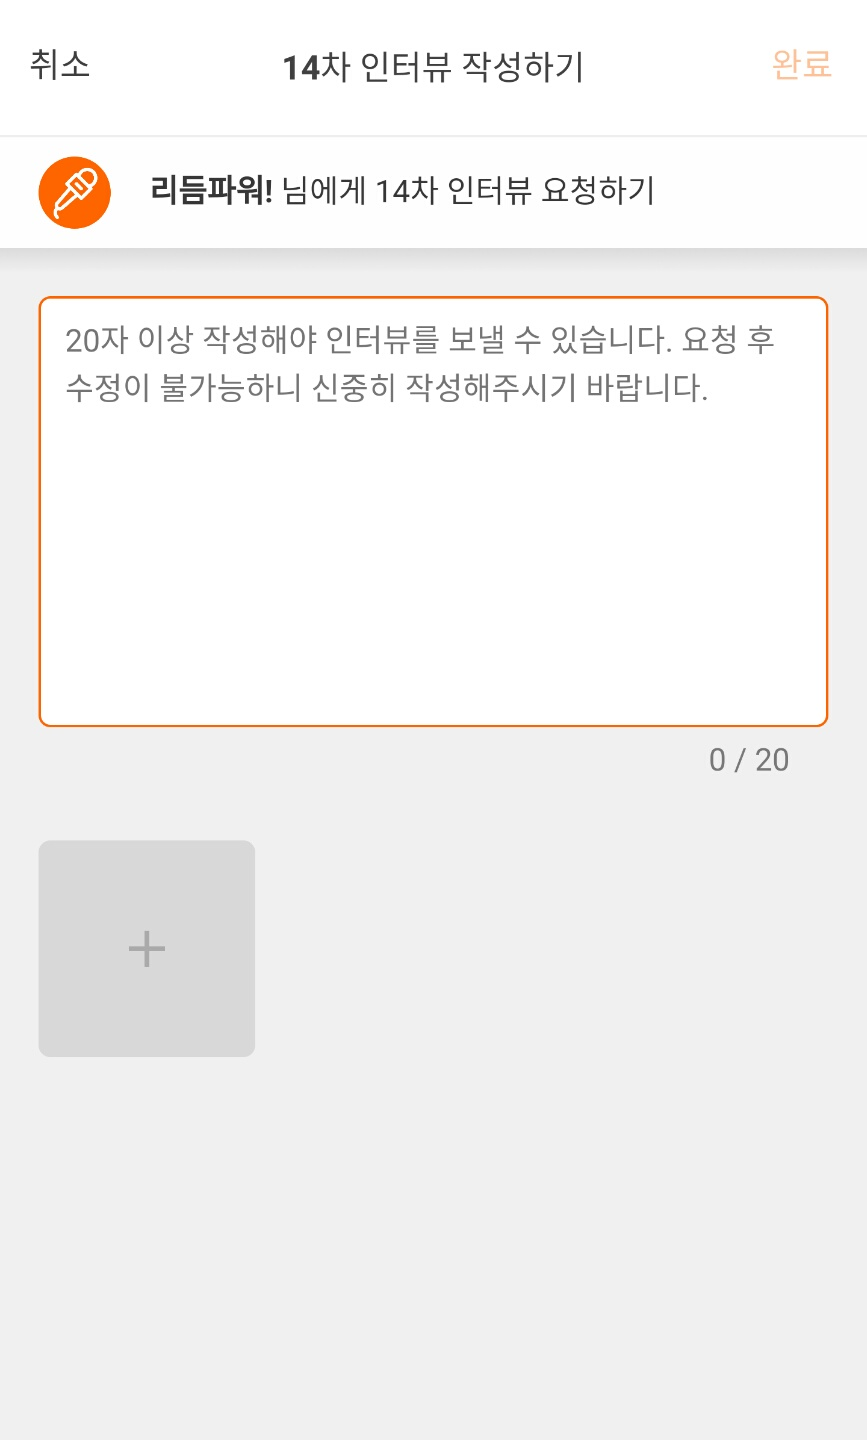 취소
14차 인터뷰 작성하기
완료
리듬파워! 님에게 14차 인터뷰 요청하기
20자 이상 작성해야 인터뷰를 보낼 수 있습니다. 요청 후
수정이 불가능하니 신중히 작성해주시기 바랍니다.
0 / 20